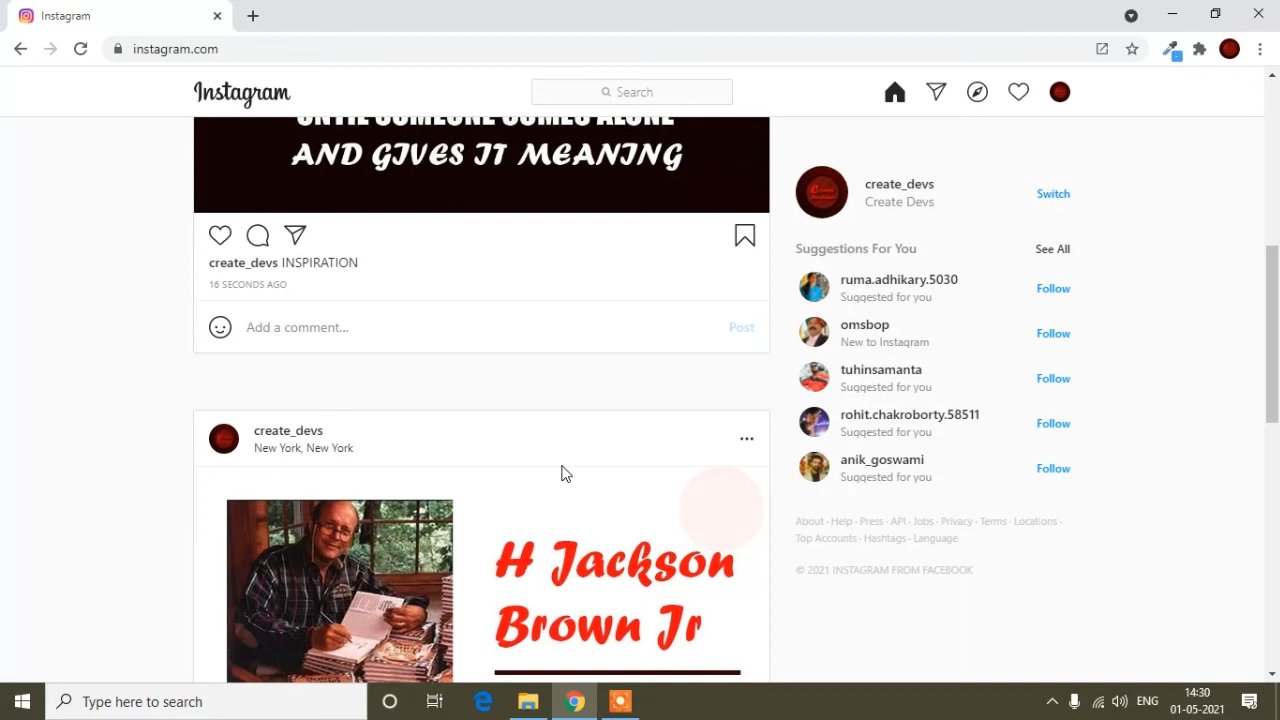 Instagram
instagram.com
Instagram
Search
UNTIL SOMEONE COMES ALONE
AND GIVES IT MEANING
create_devs INSPIRATION
16 SECONDS AGO
Add a comment...
Post
create_devs
New York, New York
H Jackson
Brown Jr
create_devs
Create Devs
Switch
Suggestions For You
See All
ruma.adhikary.5030
Suggested for you
Follow
omsbop
New to Instagram
Follow
tuhinsamanta
Suggested for you
Follow
rohit.chakroborty.58511
Suggested for you
Follow
anik_goswami
Suggested for you
Follow
About · Help · Press · API · Jobs · Privacy · Terms · Locations ·
Top Accounts · Hashtags · Language
© 2021 INSTAGRAM FROM FACEBOOK
Type here to search
ENG
14:30
01-05-2021